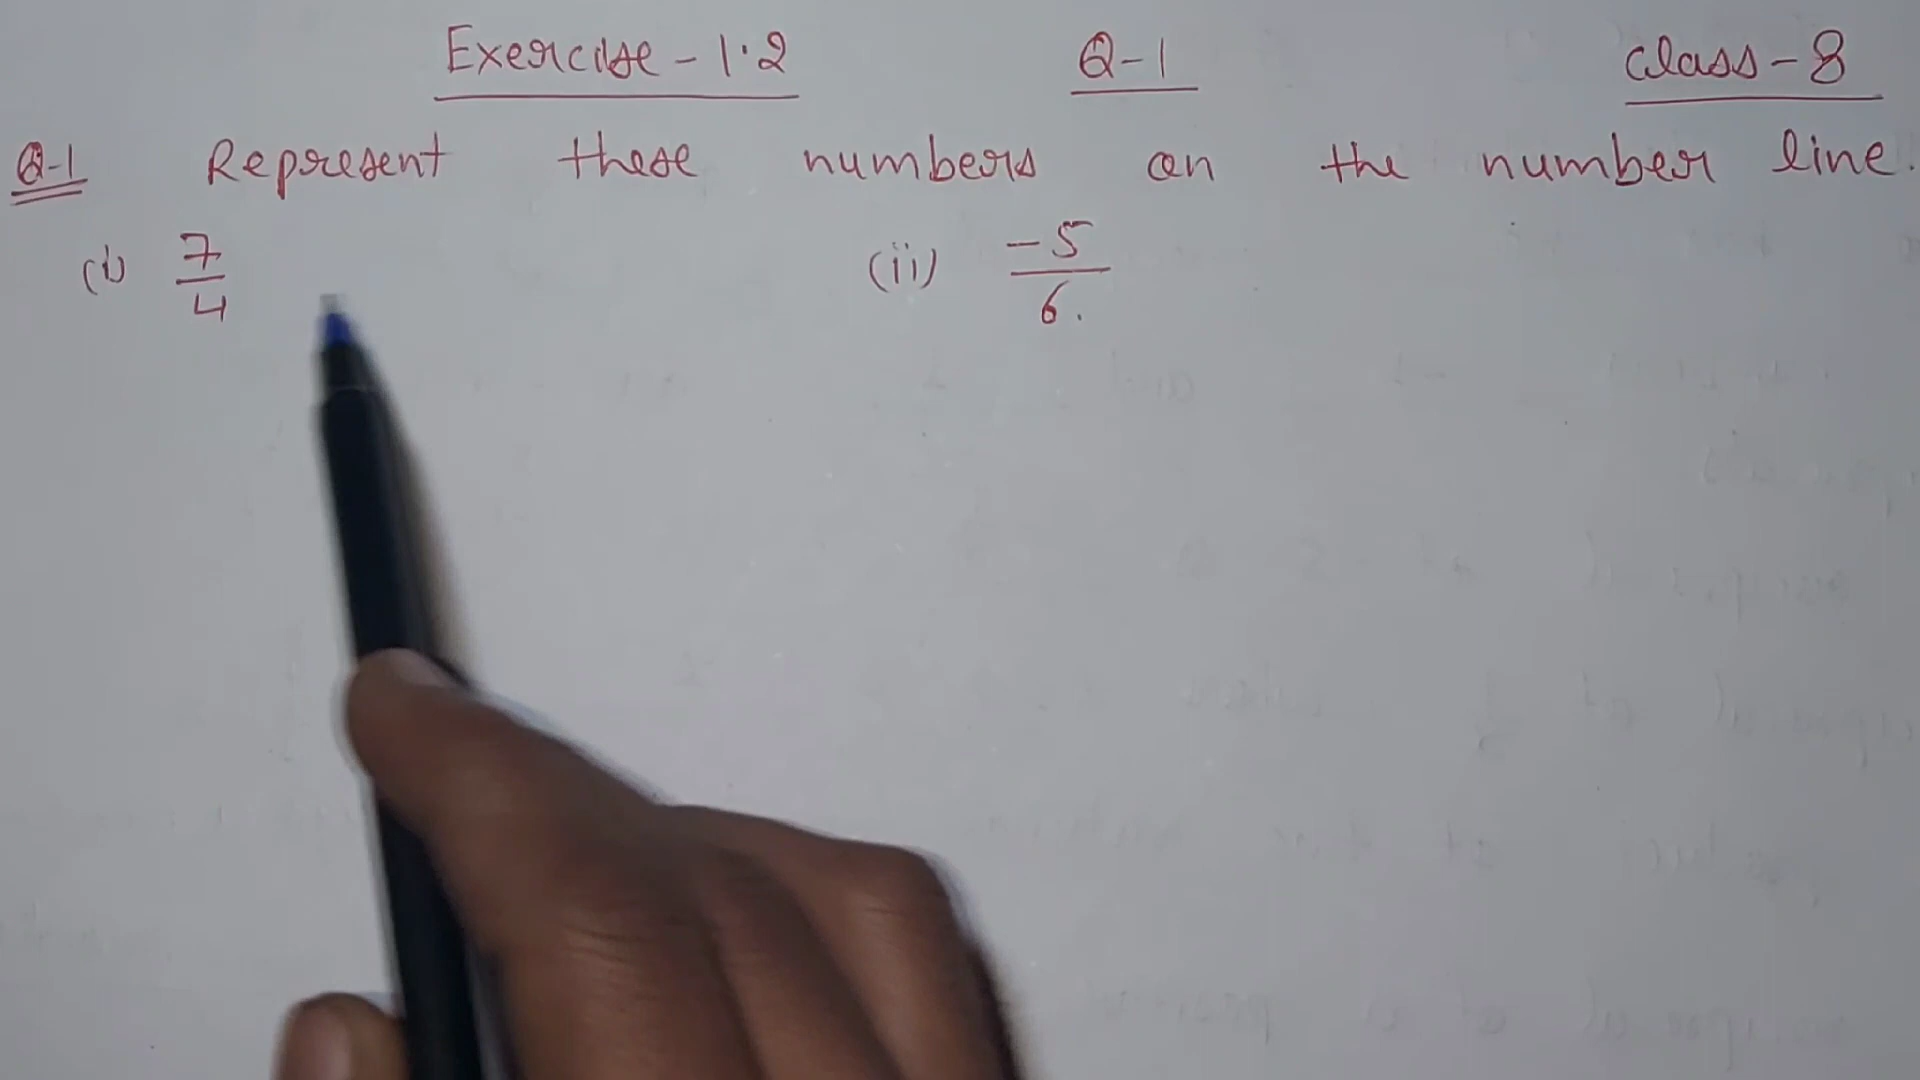 Exercise - 1.2 Q-1 Class - 8
Q-1 Represent these numbers on the number line.
(i) 7/4 (ii) -5/6.